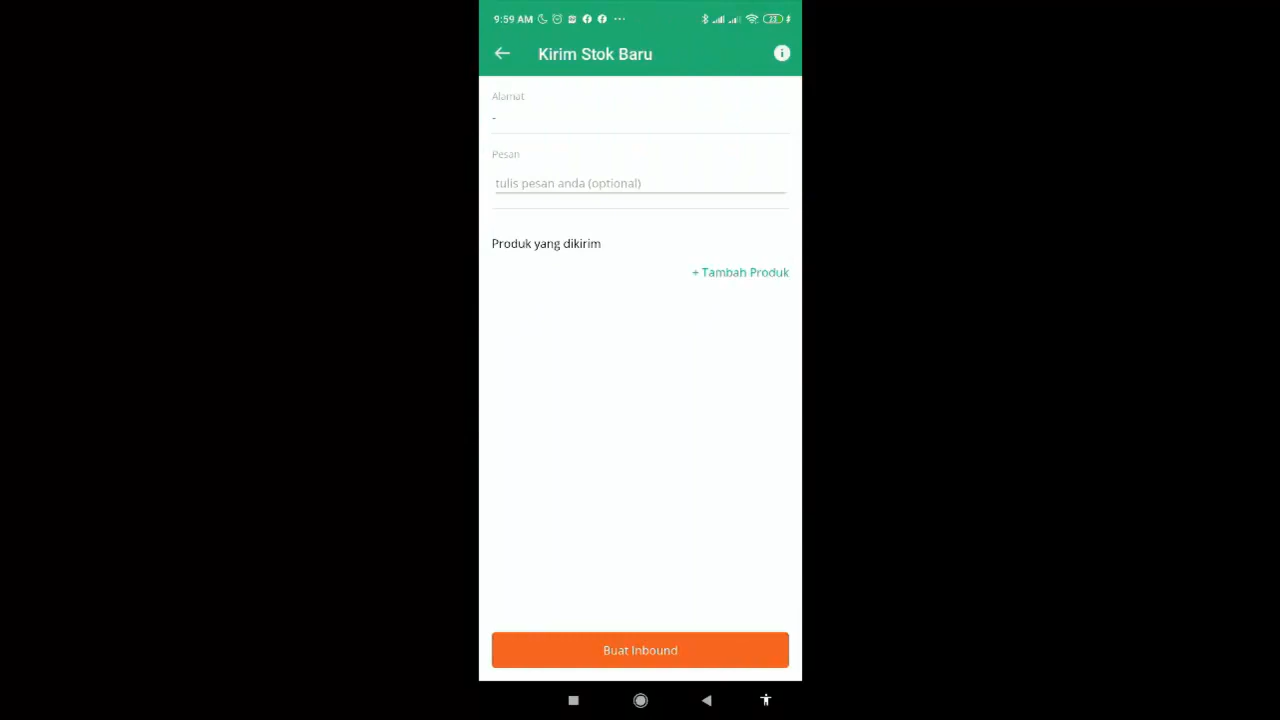 9:59 AM
23
Kirim Stok Baru
Alamat
-
Pesan
tulis pesan anda (optional)
Produk yang dikirim
+ Tambah Produk
Buat Inbound